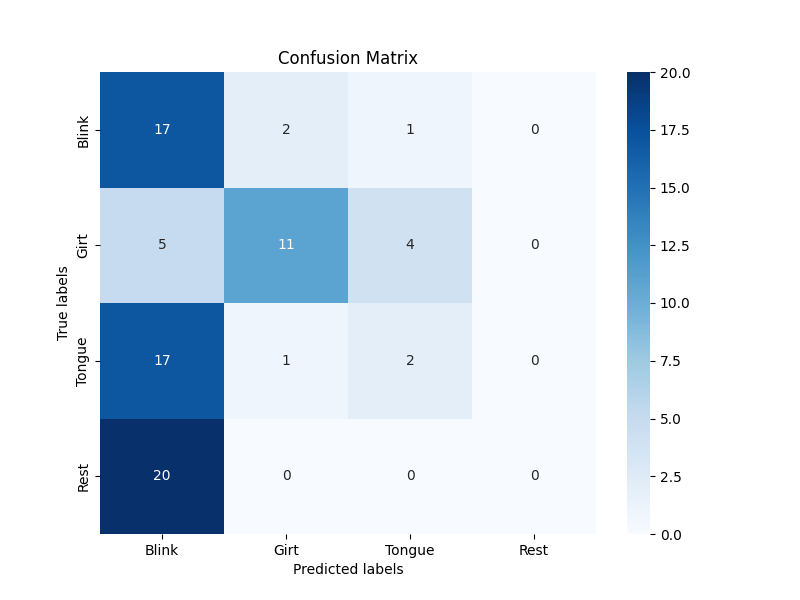 Confusion Matrix
True labels
Blink 17 2 1 0
Girt 5 11 4 0
Tongue 17 1 2 0
Rest 20 0 0 0
Blink Girt Tongue Rest
Predicted labels
20.0
17.5
15.0
12.5
10.0
7.5
5.0
2.5
0.0